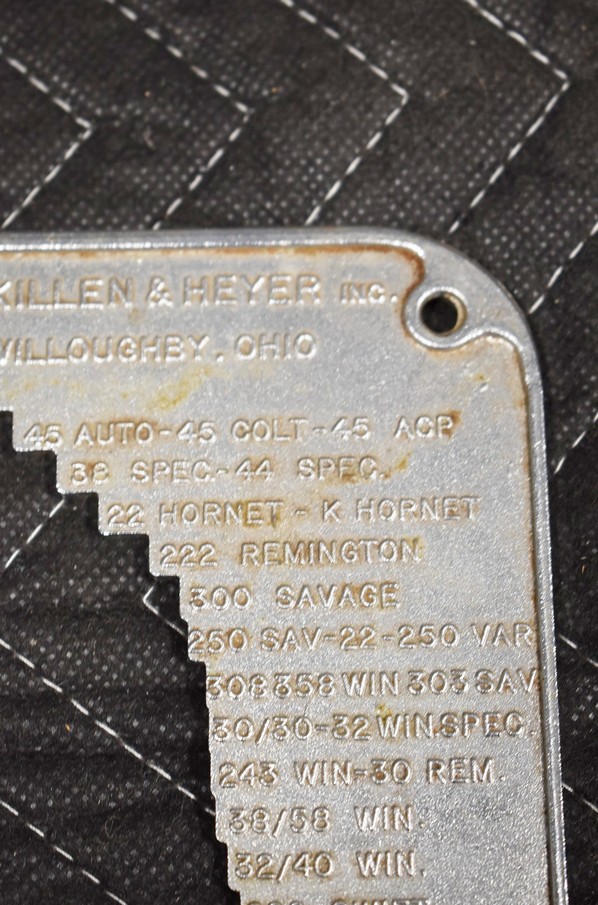 KILLEN & HEYER INC.
WILLOUGHBY, OHIO
45 AUTO-45 COLT-45 ACP
38 SPEC-44 SPEC.
22 HORNET - K HORNET
222 REMINGTON
300 SAVAGE
250 SAV-22-250 VAR
308 358 WIN 303 SAV
30/30-32 WIN.SPEC.
243 WIN-30 REM.
38/58 WIN.
32/40 WIN.